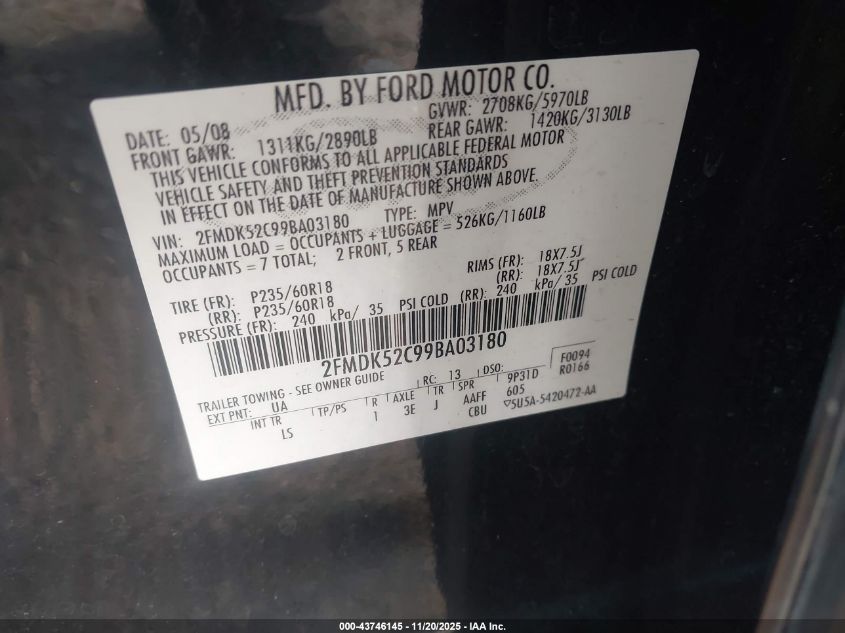 MFD. BY FORD MOTOR CO.
DATE: 05/08 GVWR: 2708KG/5970LB
FRONT GAWR: 1311KG/2890LB REAR GAWR: 1420KG/3130LB
THIS VEHICLE CONFORMS TO ALL APPLICABLE FEDERAL MOTOR
VEHICLE SAFETY AND THEFT PREVENTION STANDARDS
IN EFFECT ON THE DATE OF MANUFACTURE SHOWN ABOVE.
VIN: 2FMDK52C99BA03180 TYPE: MPV
MAXIMUM LOAD = OCCUPANTS + LUGGAGE = 526KG/1160LB
OCCUPANTS = 7 TOTAL; 2 FRONT, 5 REAR
TIRE (FR): P235/60R18 RIMS (FR): 18X7.5J
(RR): P235/60R18 (RR): 18X7.5J
PRESSURE (FR): 240 kPa/ 35 PSI COLD (RR): 240 kPa/ 35 PSI COLD
2FMDK52C99BA03180
F0094
R0166
TRAILER TOWING - SEE OWNER GUIDE RC: 13 DSO: 9P31D
EXT PNT: UA INT TR TP/PS R AXLE TR SPR 605
LS 1 3E J AAFF
CBU ▽5U5A-5420472-AA
000-43746145 - 11/20/2025 - IAA Inc.